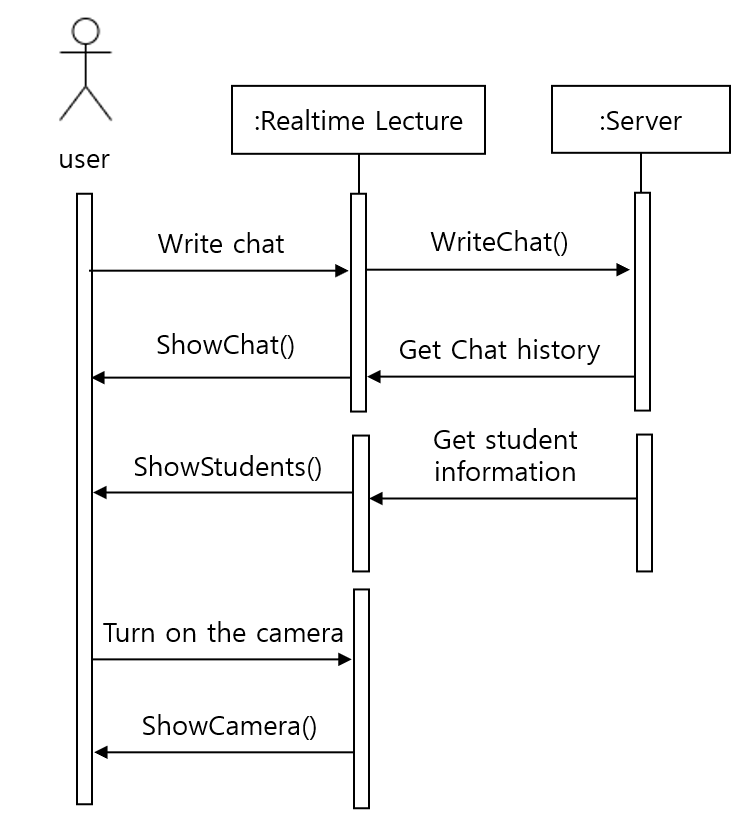 user
:Realtime Lecture
:Server
Write chat
WriteChat()
ShowChat()
Get Chat history
ShowStudents()
Get student
information
Turn on the camera
ShowCamera()